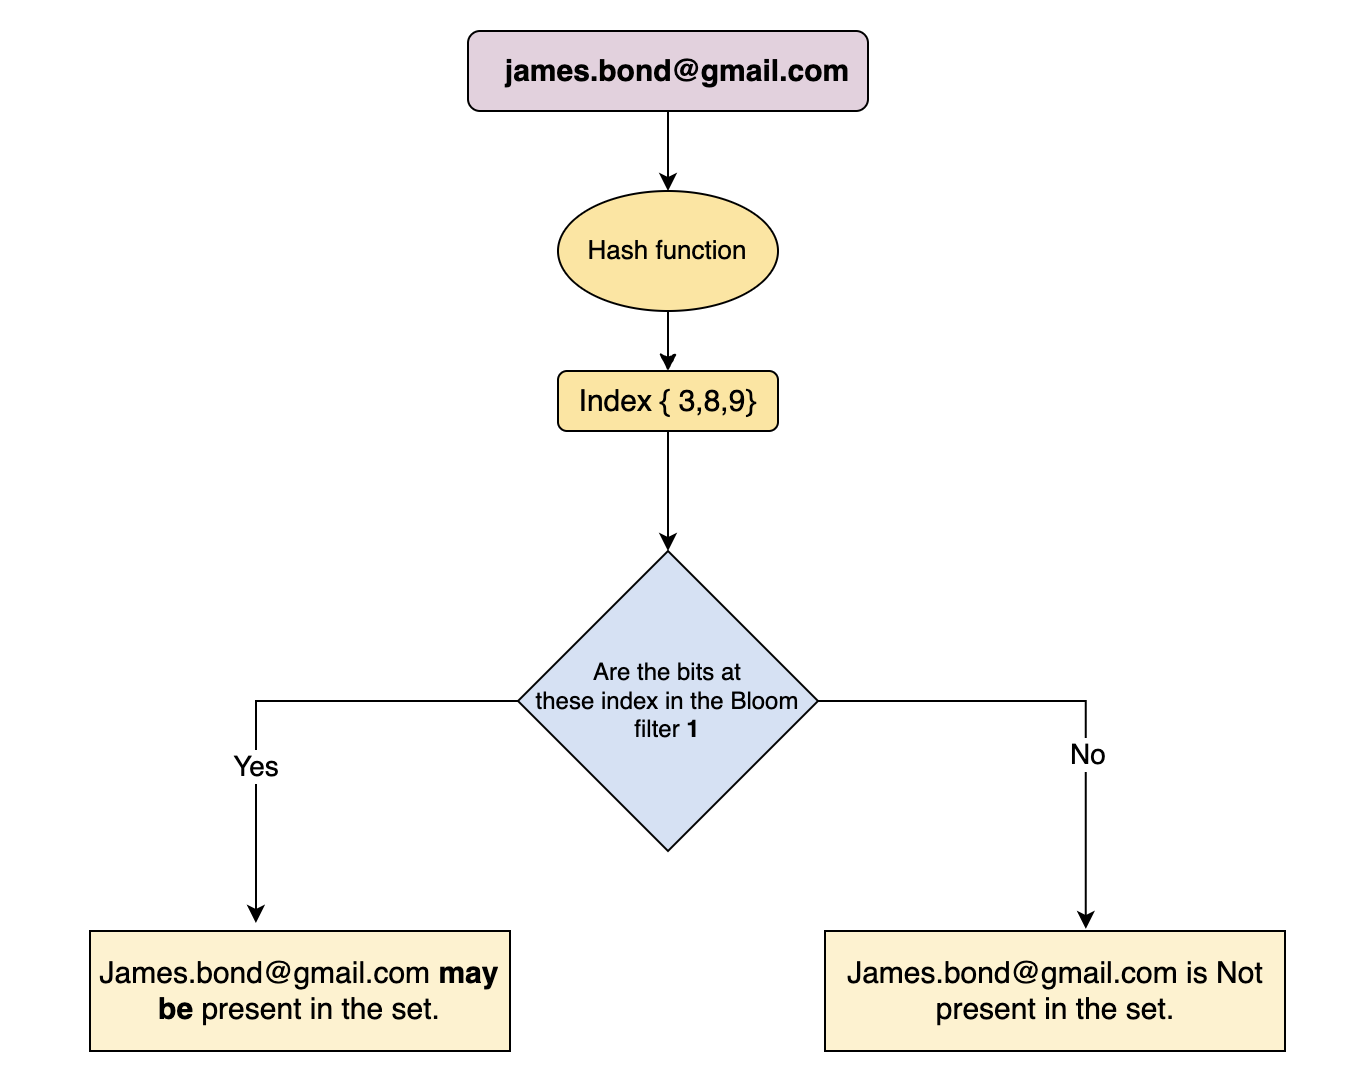 james.bond@gmail.com
Hash function
Index { 3,8,9}
Are the bits at
these index in the Bloom
filter 1
Yes
No
James.bond@gmail.com may
be present in the set.
James.bond@gmail.com is Not
present in the set.